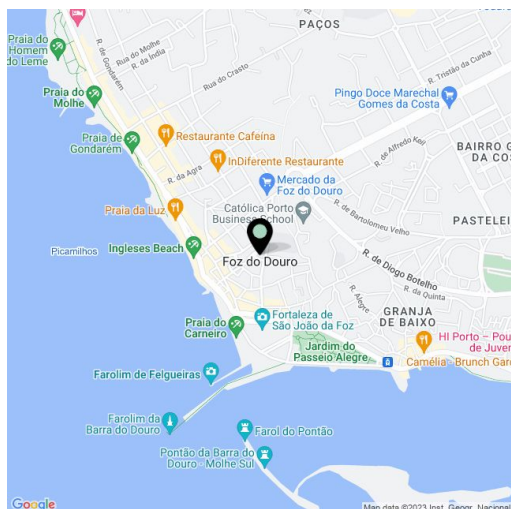 PAÇOS
Praia do
Homem
do Leme
R. de Gondarém
Rua do Molhe
R. da Índia
Rua do Crasto
R. Tristão da Cunha
Pingo Doce Marechal
Gomes da Costa
Praia do
Molhe
Praia de
Gondarém
Restaurante Cafeína
R. de Alfredo Keil
BAIRRO G
DA COS
InDiferente Restaurante
R. da Agra
Mercado da
Foz do Douro
Católica Porto
Business School
R. de Bartolomeu Velho
PASTELEI
Praia da Luz
Picamilhos
Ingleses Beach
Foz do Douro
R. de Diogo Botelho
R. da Quinta
R. Alegre
GRANJA
DE BAIXO
Fortaleza de
São João da Foz
Praia do
Carneiro
Jardim do
Passeio Alegre
HI Porto – Pou
de Juven
Camélia - Brunch Gard
Farolim de Felgueiras
Farolim da
Barra do Douro
Farol do Pontão
Pontão da Barra do
Douro - Molhe Sul
Google
Map data ©2023 Inst. Geogr. Nacional